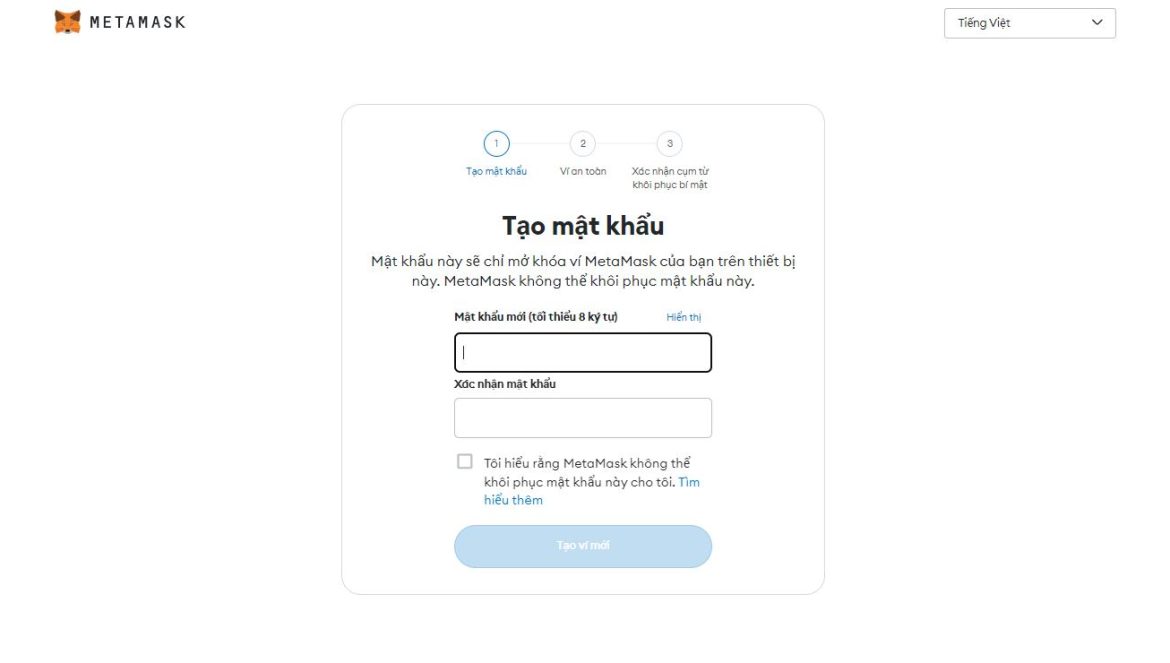 METAMASK
Tiếng Việt
1
2
3
Tạo mật khẩu
Ví an toàn
Xác nhận cụm từ
khôi phục bí mật
Tạo mật khẩu
Mật khẩu này sẽ chỉ mở khóa ví MetaMask của bạn trên thiết bị
này. MetaMask không thể khôi phục mật khẩu này.
Mật khẩu mới (tối thiểu 8 ký tự)
Hiển thị
Xác nhận mật khẩu
Tôi hiểu rằng MetaMask không thể
khôi phục mật khẩu này cho tôi. Tìm
hiểu thêm
Tạo ví mới